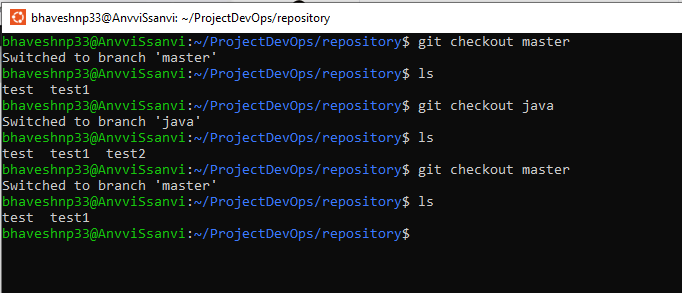 bhaveshnp33@AnvviSsanvi: ~/ProjectDevOps/repository
bhaveshnp33@AnvviSsanvi:~/ProjectDevOps/repository$ git checkout master
Switched to branch 'master'
bhaveshnp33@AnvviSsanvi:~/ProjectDevOps/repository$ ls
test  test1
bhaveshnp33@AnvviSsanvi:~/ProjectDevOps/repository$ git checkout java
Switched to branch 'java'
bhaveshnp33@AnvviSsanvi:~/ProjectDevOps/repository$ ls
test  test1  test2
bhaveshnp33@AnvviSsanvi:~/ProjectDevOps/repository$ git checkout master
Switched to branch 'master'
bhaveshnp33@AnvviSsanvi:~/ProjectDevOps/repository$ ls
test  test1
bhaveshnp33@AnvviSsanvi:~/ProjectDevOps/repository$